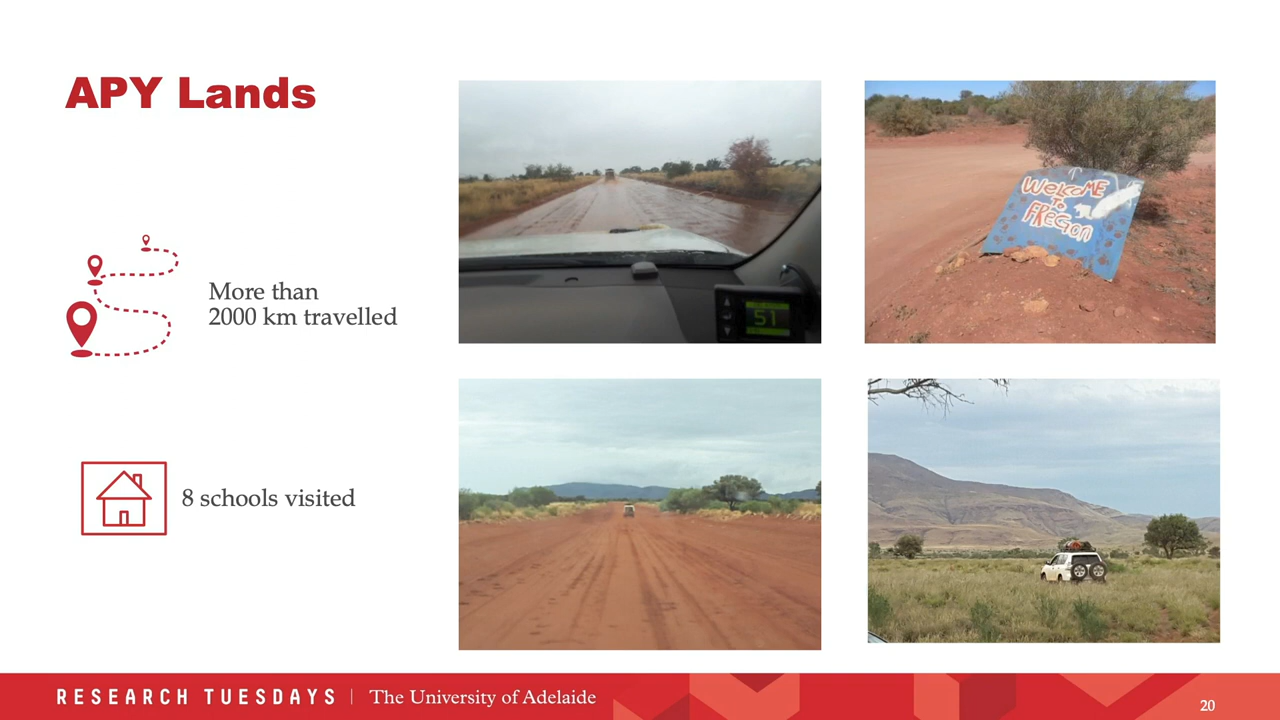 APY Lands
More than
2000 km travelled
8 schools visited
51
WELCOME
TO
FREGON
RESEARCH TUESDAYS | The University of Adelaide
20